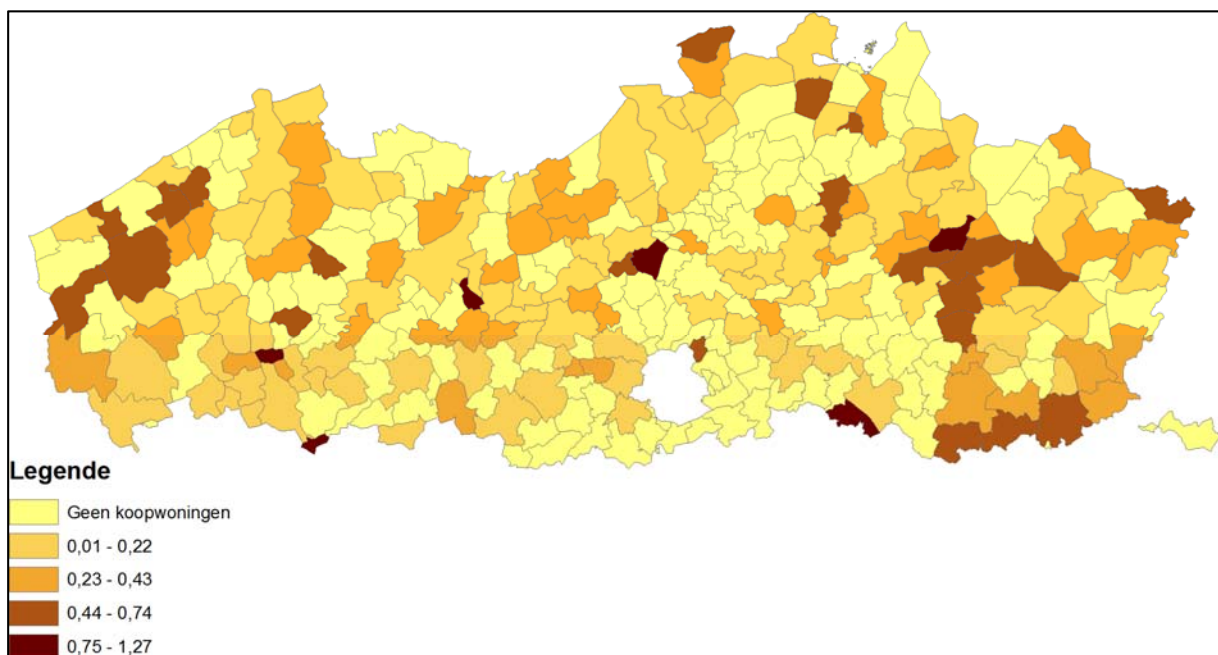 Legende
Geen koopwoningen
0,01 - 0,22
0,23 - 0,43
0,44 - 0,74
0,75 - 1,27